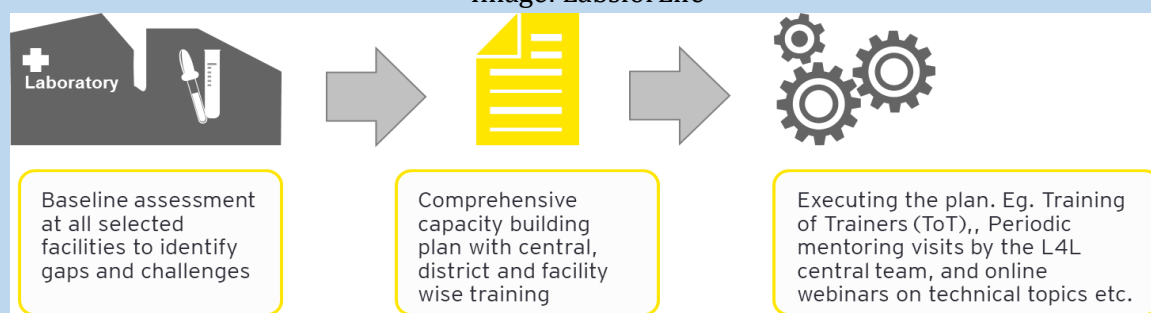 Laboratory
Baseline assessment
at all selected
facilities to identify
gaps and challenges
Comprehensive
capacity building
plan with central,
district and facility
wise training
Executing the plan. Eg. Training
of Trainers (ToT),, Periodic
mentoring visits by the L4L
central team, and online
webinars on technical topics etc.